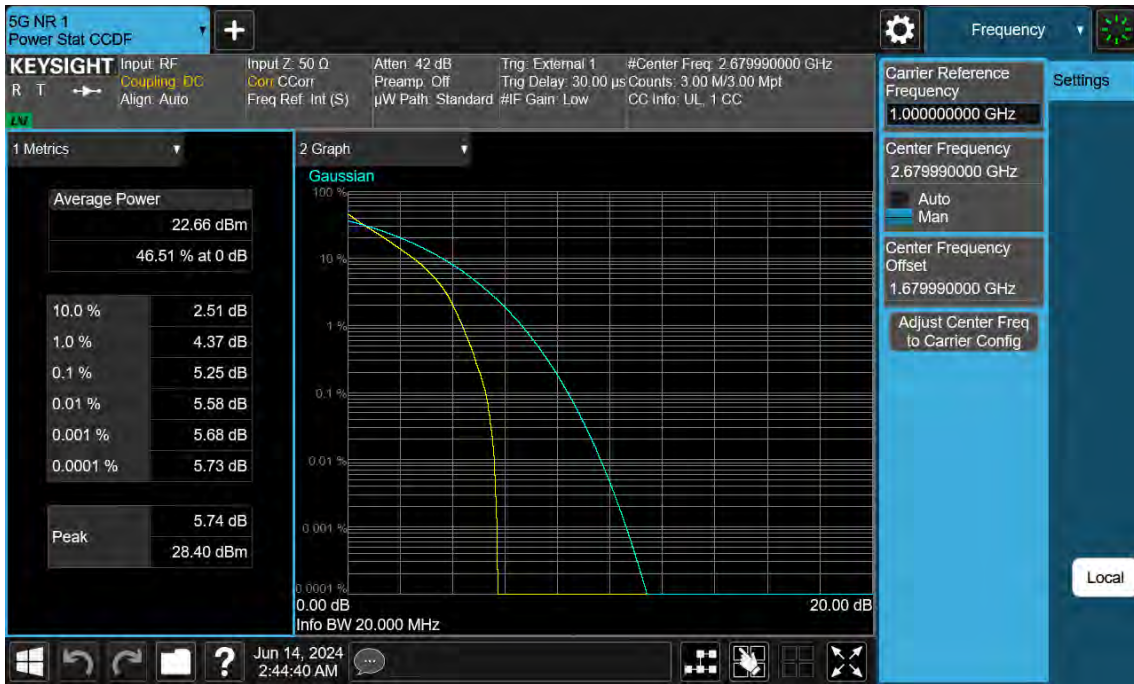 5G NR 1
Power Stat CCDF
Frequency
KEYSIGHT
R T
LNI
Input: RF
Coupling: DC
Align: Auto
Input Z: 50 Ω
Corr CCorr
Freq Ref: Int (S)
Atten: 42 dB
Preamp: Off
µW Path: Standard
Trig: External 1
Trig Delay: 30.00 µs
#IF Gain: Low
#Center Freq: 2.679990000 GHz
Counts: 3.00 M/3.00 Mpt
CC Info: UL, 1 CC
1 Metrics
Average Power
22.66 dBm
46.51 % at 0 dB
10.0 % 2.51 dB
1.0 % 4.37 dB
0.1 % 5.25 dB
0.01 % 5.58 dB
0.001 % 5.68 dB
0.0001 % 5.73 dB
Peak
5.74 dB
28.40 dBm
2 Graph
Gaussian
100 %
10 %
1 %
0.1 %
0.01 %
0.001 %
0.0001 %
0.00 dB 20.00 dB
Info BW 20.000 MHz
Carrier Reference
Frequency
1.000000000 GHz
Center Frequency
2.679990000 GHz
Auto
Man
Center Frequency
Offset
1.679990000 GHz
Adjust Center Freq
to Carrier Config
Settings
Local
?
Jun 14, 2024
2:44:40 AM